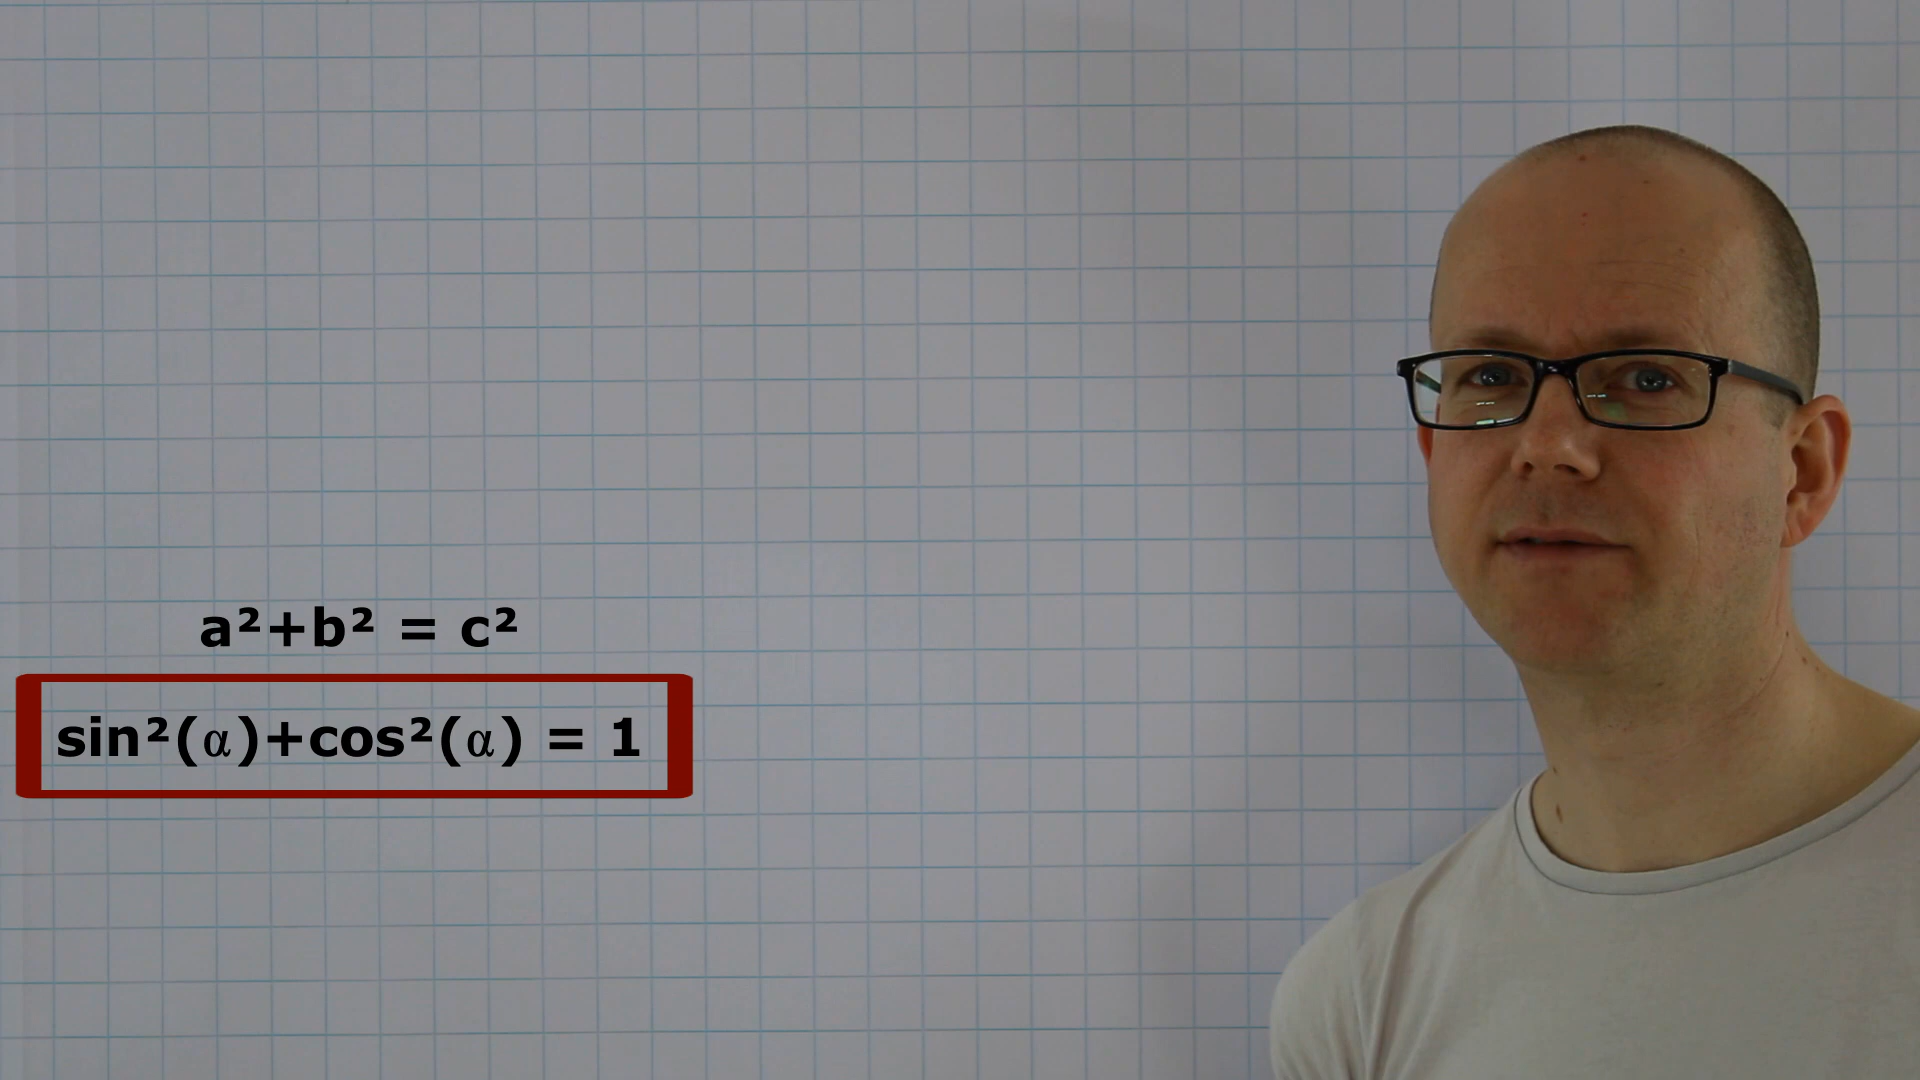 a²+b² = c²
sin²(α)+cos²(α) = 1